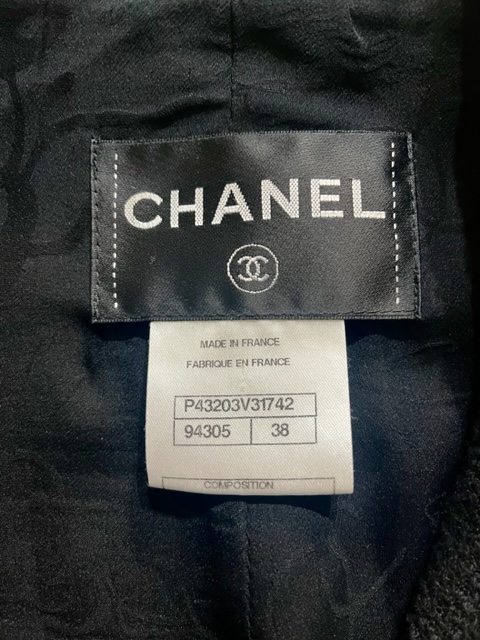 CHANEL
MADE IN FRANCE
FABRIQUE EN FRANCE
P43203V31742
94305 38
COMPOSITION